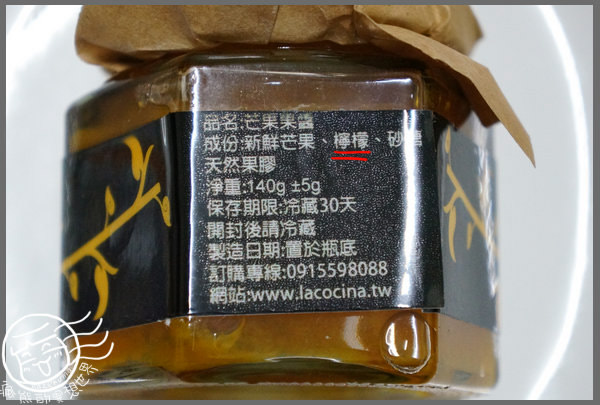 品名:芒果果醬
成份:新鮮芒果、檸檬、砂糖
天然果膠
淨重:140g ±5g
保存期限:冷藏30天
開封後請冷藏
製造日期:置於瓶底
訂購專線:0915598088
網站:www.lacocina.tw